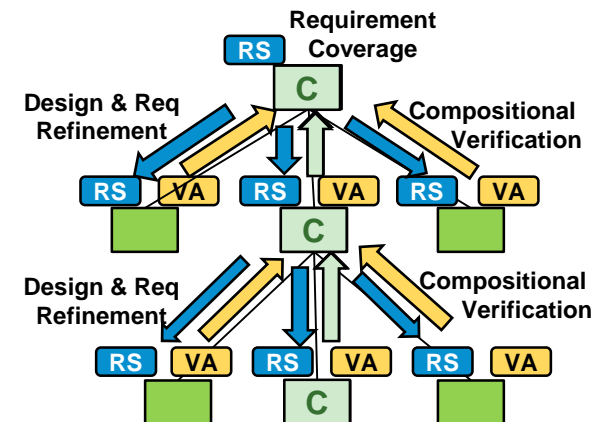 Requirement
Coverage
RS
C
Design & Req
Refinement
Compositional
Verification
RS VA RS VA RS VA
C
Design & Req
Refinement
Compositional
Verification
RS VA RS VA RS VA
C